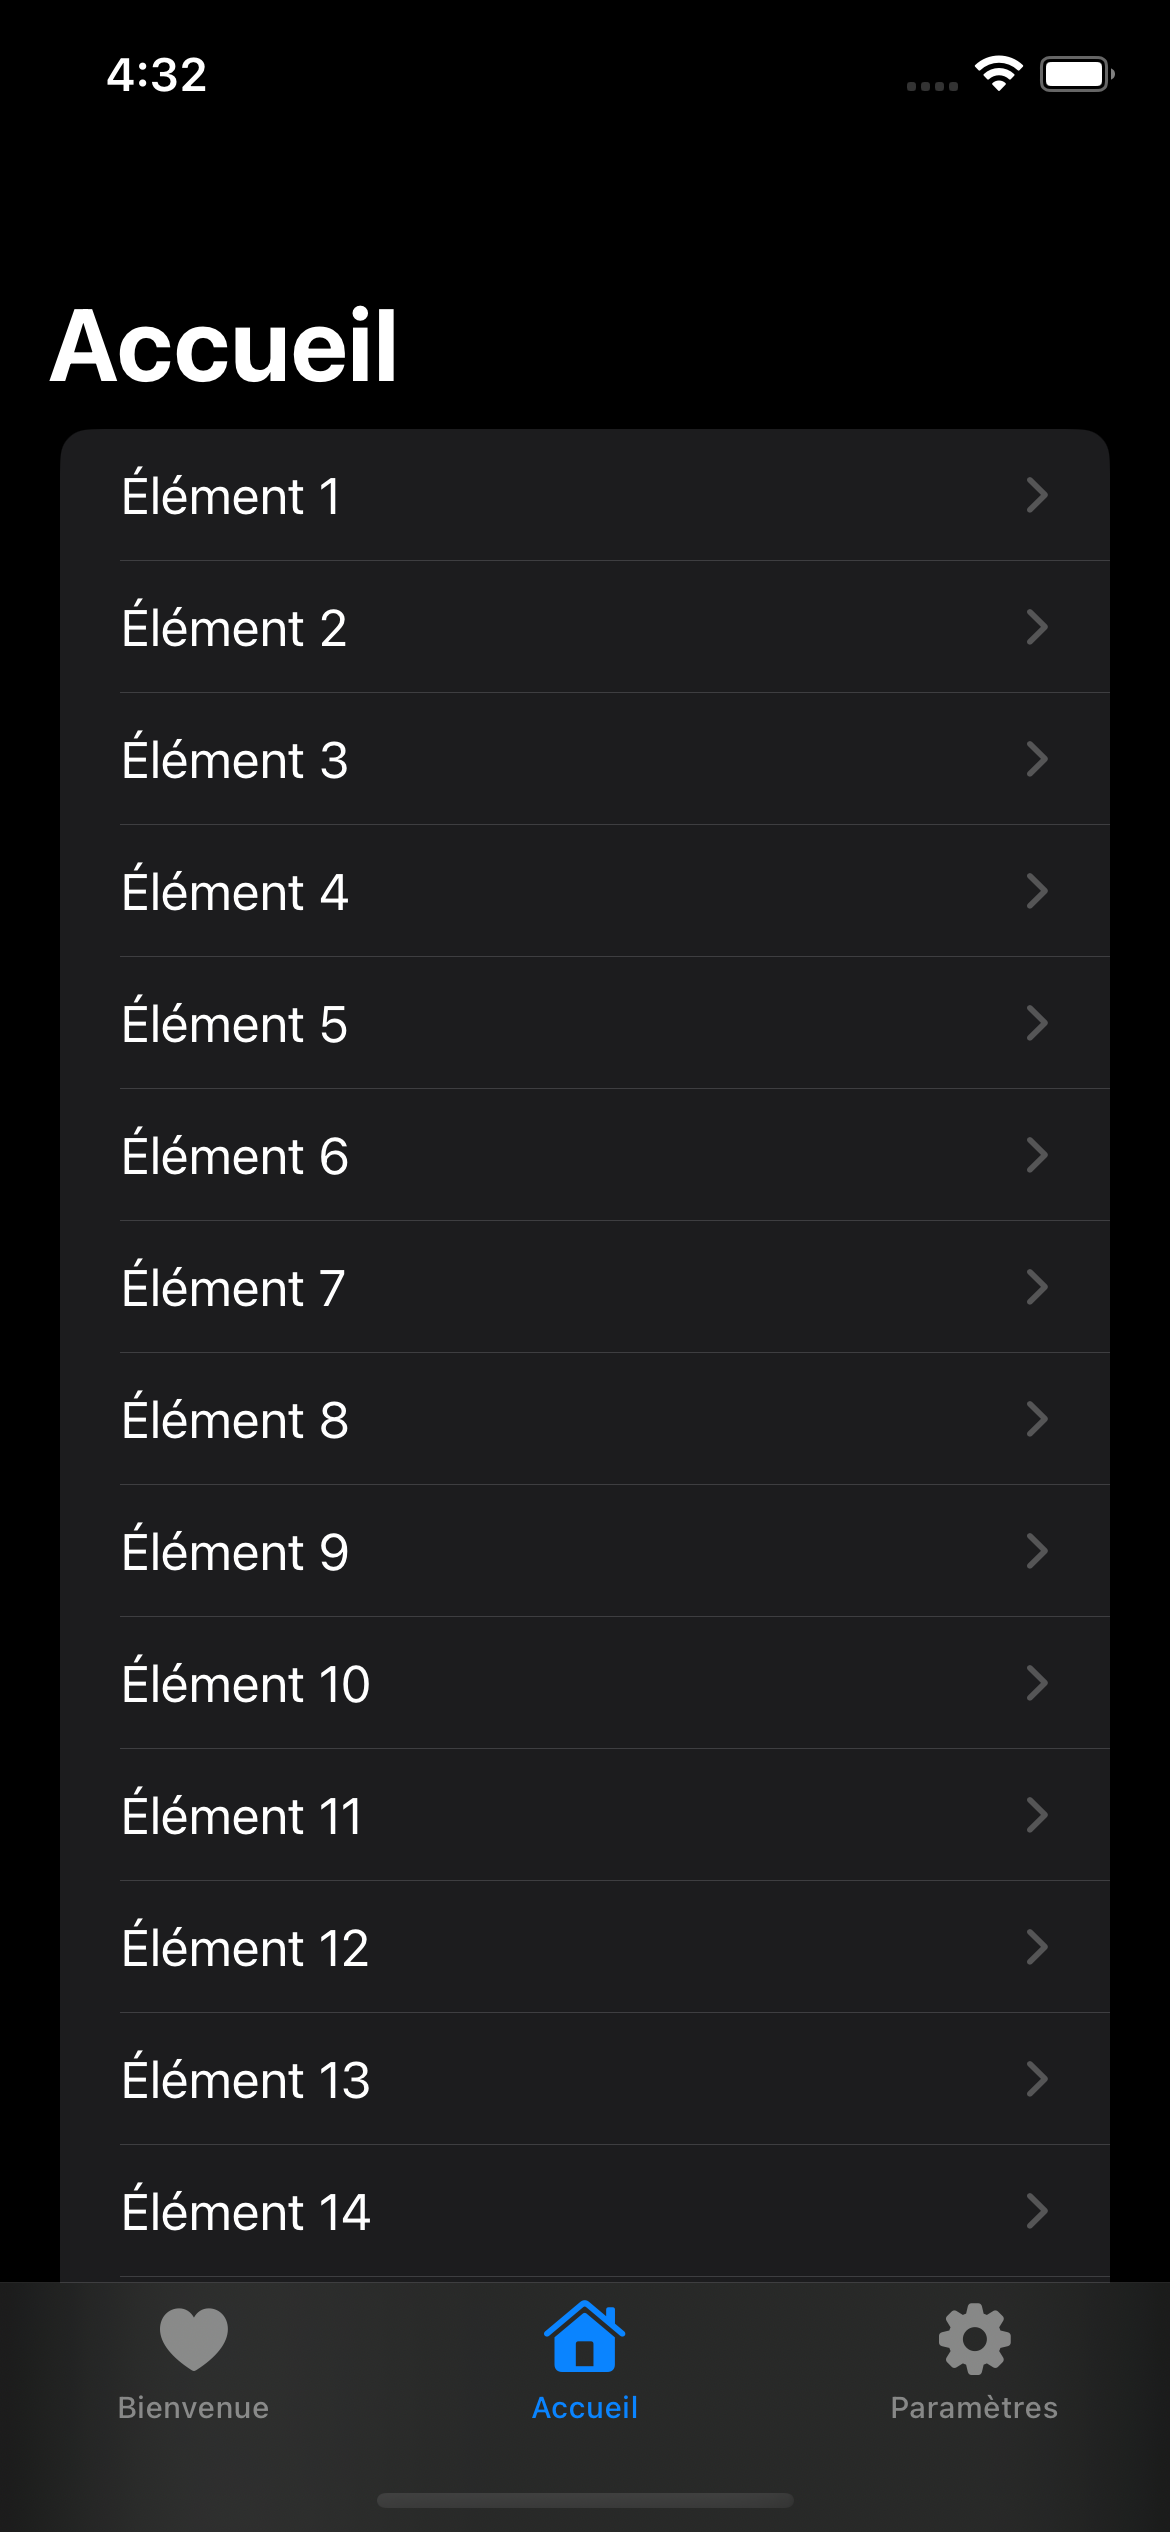 4:32
Accueil
Élément 1
Élément 2
Élément 3
Élément 4
Élément 5
Élément 6
Élément 7
Élément 8
Élément 9
Élément 10
Élément 11
Élément 12
Élément 13
Élément 14
Bienvenue
Accueil
Paramètres